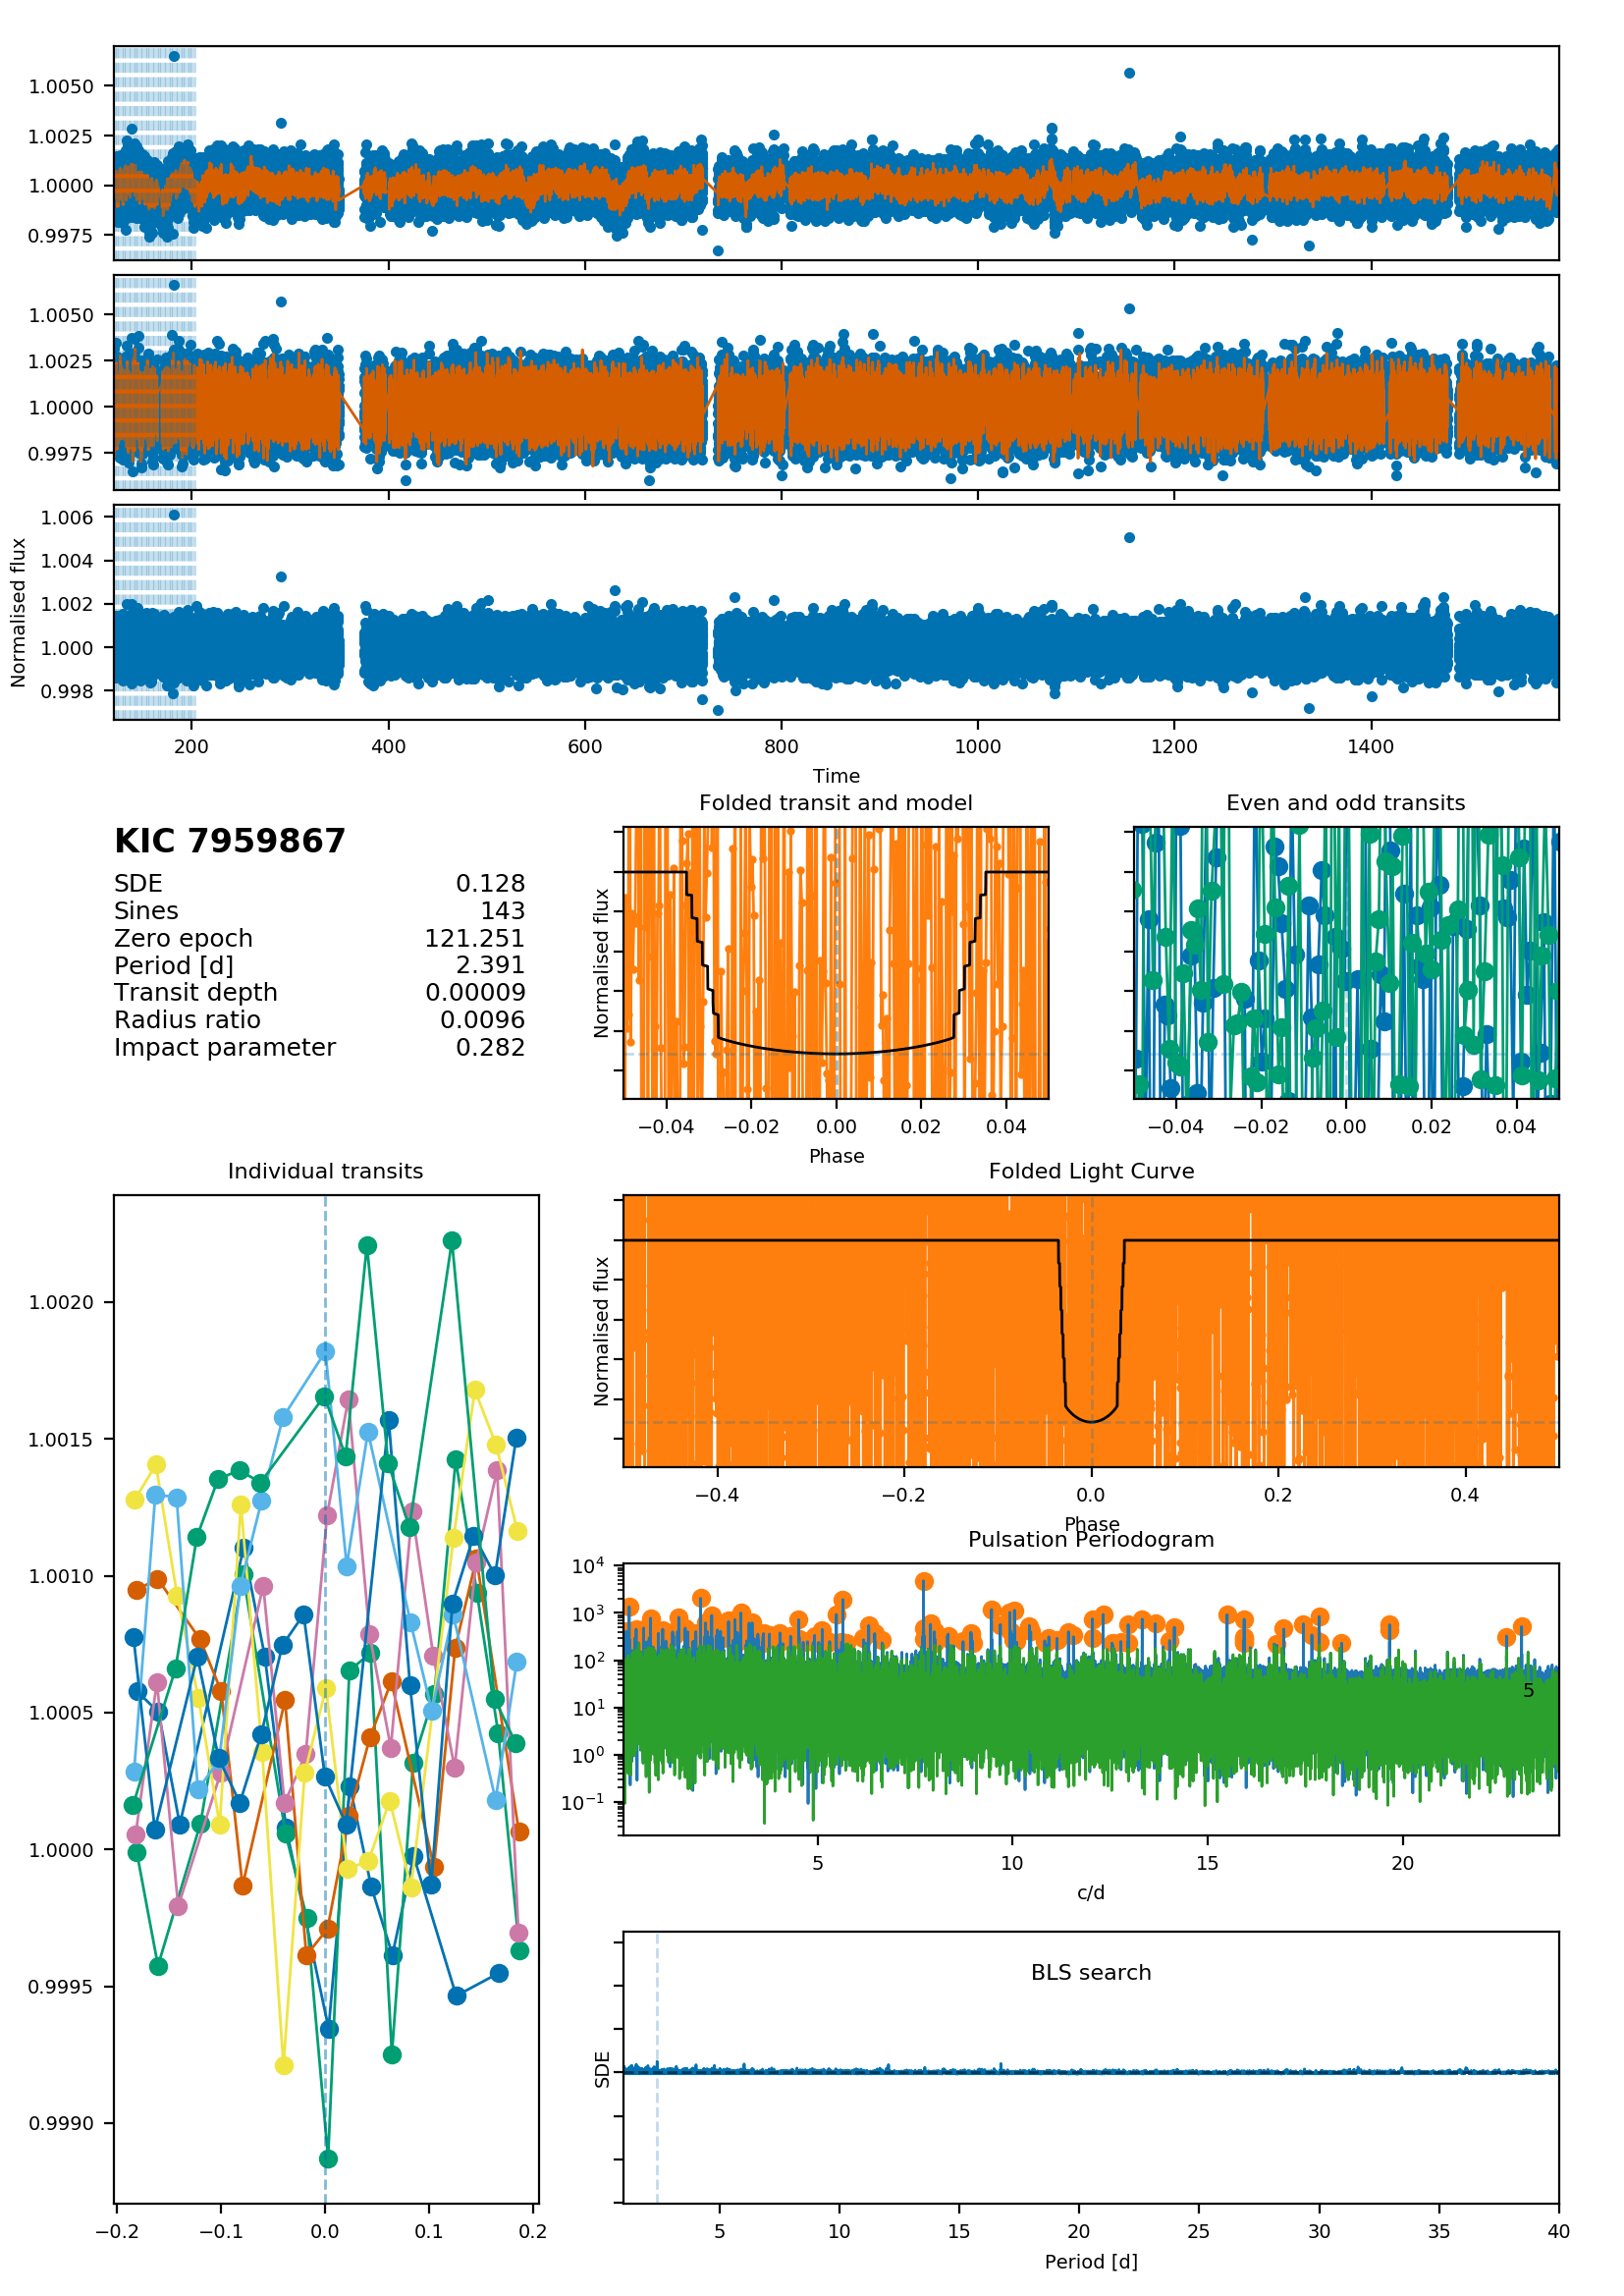 1.0050
1.0025
1.0000
0.9975
1.0050
1.0025
1.0000
0.9975
1.006
1.004
1.002
1.000
0.998
Normalised flux
200 400 600 800 1000 1200 1400
Time
KIC 7959867
SDE 0.128
Sines 143
Zero epoch 121.251
Period [d] 2.391
Transit depth 0.00009
Radius ratio 0.0096
Impact parameter 0.282
Folded transit and model
Normalised flux
−0.04 −0.02 0.00 0.02 0.04
Phase
Even and odd transits
−0.04 −0.02 0.00 0.02 0.04
Individual transits
1.0020
1.0015
1.0010
1.0005
1.0000
0.9995
0.9990
−0.2 −0.1 0.0 0.1 0.2
Folded Light Curve
Normalised flux
−0.4 −0.2 0.0 0.2 0.4
Phase
Pulsation Periodogram
10⁴
10³
10²
10¹
10⁰
10⁻¹
5
5 10 15 20
c/d
BLS search
SDE
5 10 15 20 25 30 35 40
Period [d]